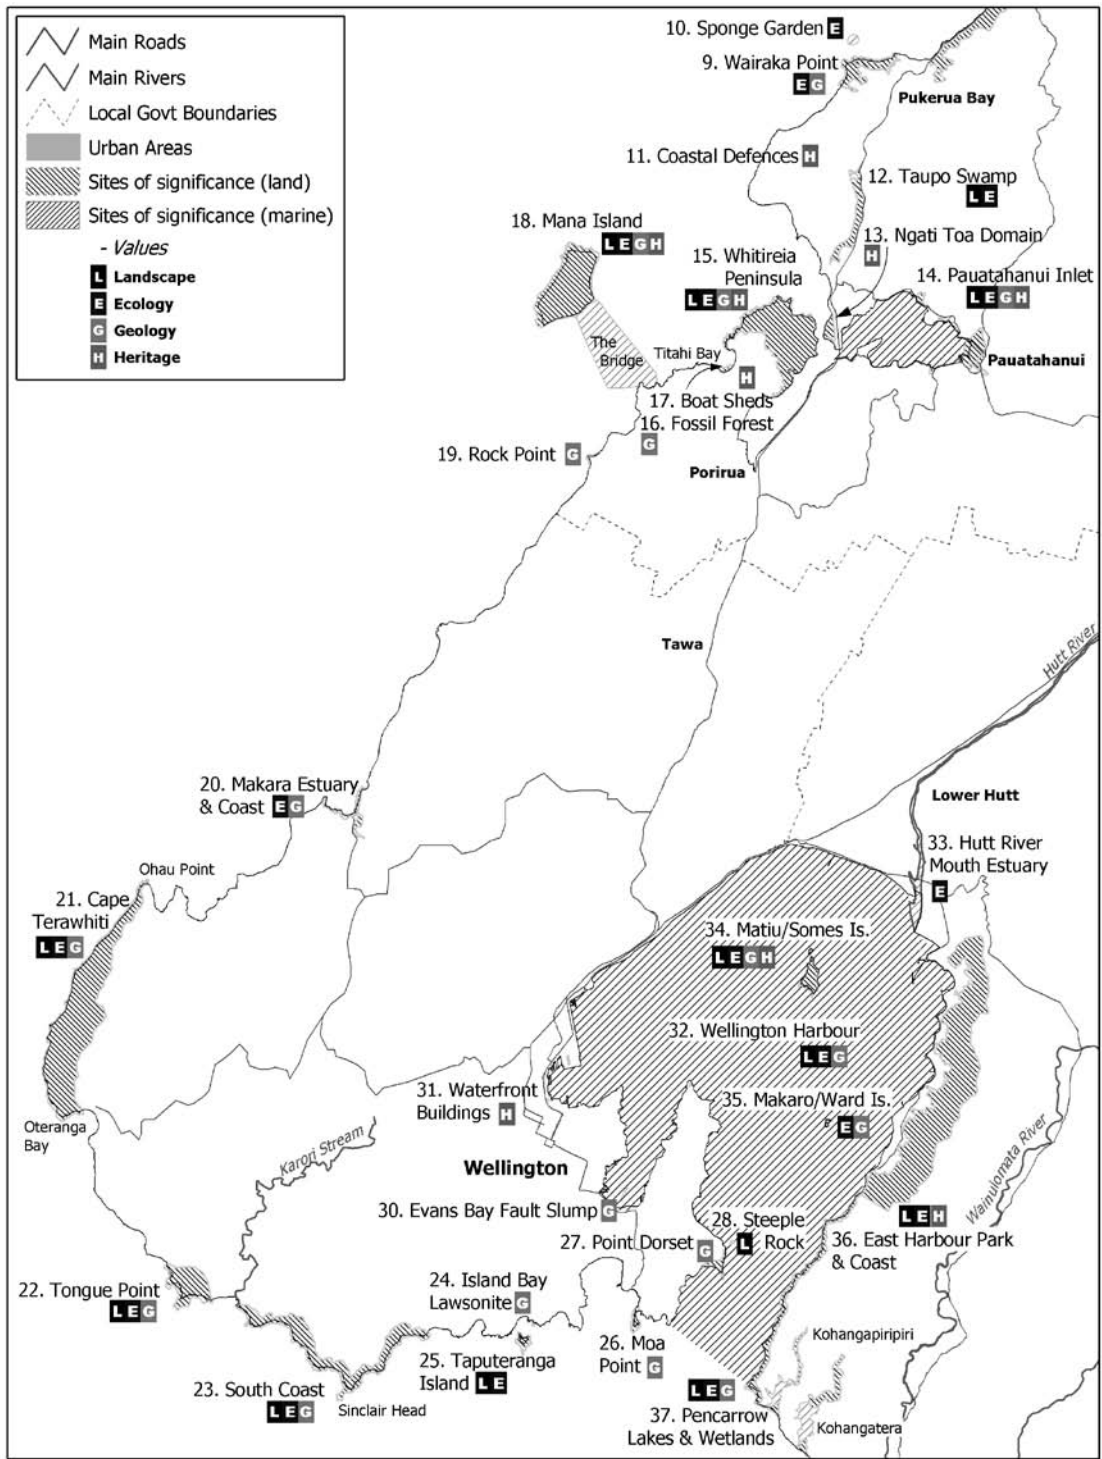 Main Roads
Main Rivers
Local Govt Boundaries
Urban Areas
Sites of significance (land)
Sites of significance (marine)
- Values
L Landscape
E Ecology
G Geology
H Heritage
10. Sponge Garden E
9. Wairaka Point
E G
Pukerua Bay
11. Coastal Defences H
12. Taupo Swamp
L E
13. Ngati Toa Domain
H
14. Pauatahanui Inlet
L E G H
Pauatahanui
18. Mana Island
L E G H
15. Whitireia
Peninsula
L E G H
The
Bridge
Titahi Bay
H
17. Boat Sheds
16. Fossil Forest
G
19. Rock Point G
Porirua
Tawa
Hutt River
20. Makara Estuary
& Coast E G
Lower Hutt
33. Hutt River
Mouth Estuary
E
Ohau Point
21. Cape
Terawhiti
L E G
34. Matiu/Somes Is.
L E G H
32. Wellington Harbour
L E G
31. Waterfront
Buildings H
35. Makaro/Ward Is.
E G
Oteranga
Bay
Karori Stream
Wellington
Wainuiomata River
30. Evans Bay Fault Slump G
28. Steeple
L Rock
27. Point Dorset G
L E H
36. East Harbour Park
& Coast
22. Tongue Point
L E G
24. Island Bay
Lawsonite G
26. Moa
Point G
Kohangapiripiri
25. Taputeranga
Island L E
23. South Coast
L E G
Sinclair Head
L E G
37. Pencarrow
Lakes & Wetlands
Kohangatera